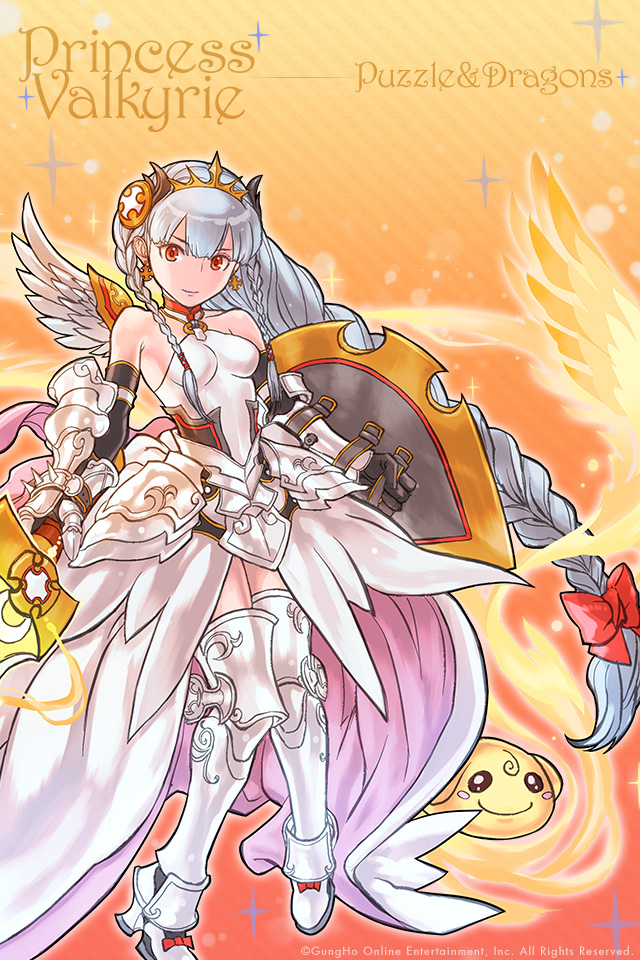 Princess
Valkyrie
Puzzle&Dragons
©GungHo Online Entertainment, Inc. All Rights Reserved.